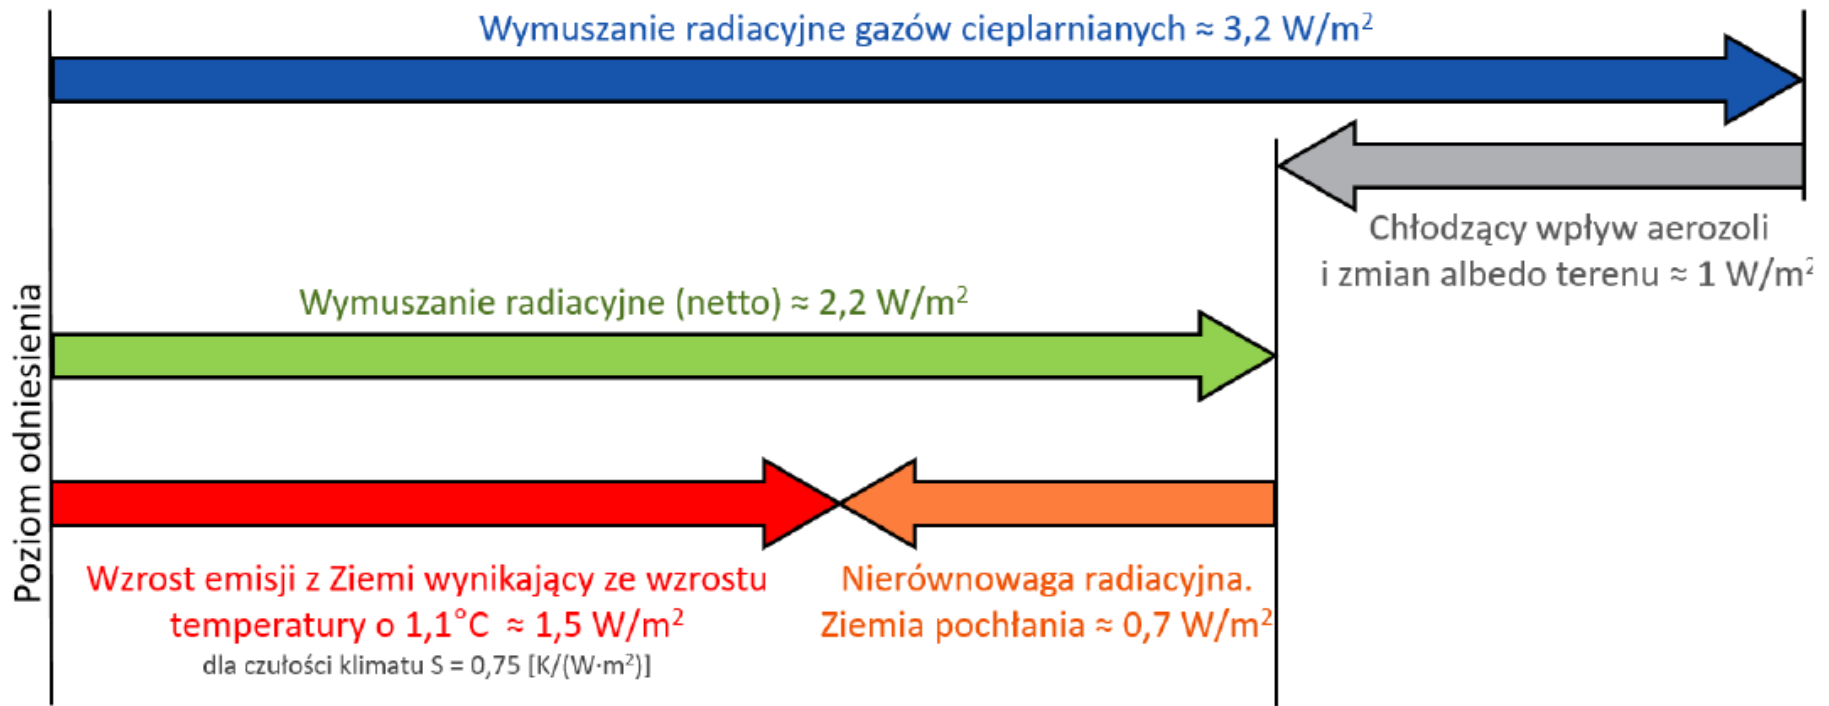 Wymuszanie radiacyjne gazów cieplarnianych ≈ 3,2 W/m²
Chłodzący wpływ aerozoli
i zmian albedo terenu ≈ 1 W/m²
Wymuszanie radiacyjne (netto) ≈ 2,2 W/m²
Poziom odniesienia
Wzrost emisji z Ziemi wynikający ze wzrostu
temperatury o 1,1°C ≈ 1,5 W/m²
dla czułości klimatu S = 0,75 [K/(W·m²)]
Nierównowaga radiacyjna.
Ziemia pochłania ≈ 0,7 W/m²